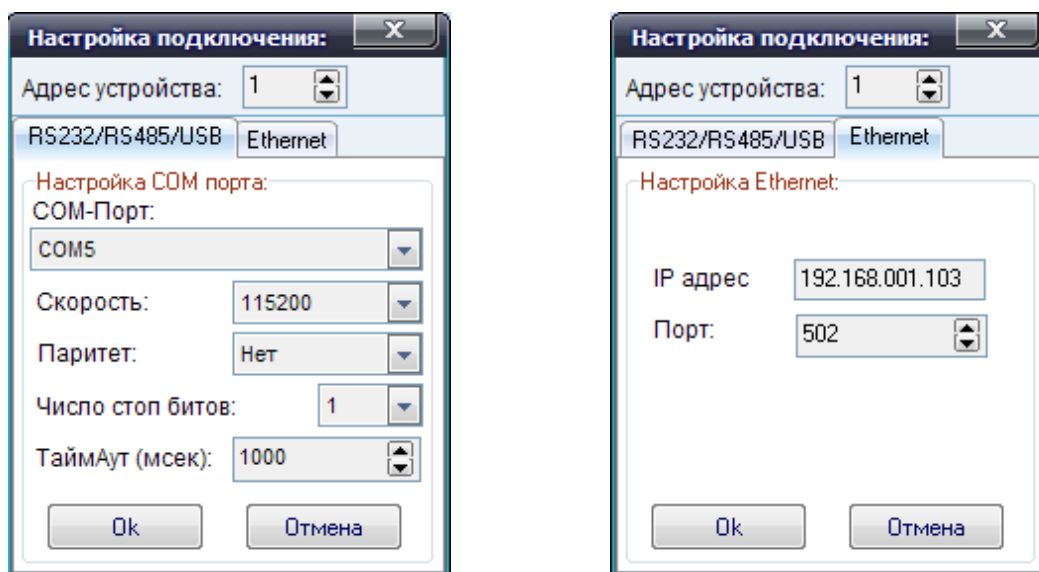 Настройка подключения: x
Адрес устройства: 1
RS232/RS485/USB Ethernet
Настройка COM порта:
COM-Порт:
COM5
Скорость: 115200
Паритет: Нет
Число стоп битов: 1
ТаймАут (мсек): 1000
Ok Отмена
Настройка подключения: x
Адрес устройства: 1
RS232/RS485/USB Ethernet
Настройка Ethernet:
IP адрес 192.168.001.103
Порт: 502
Ok Отмена